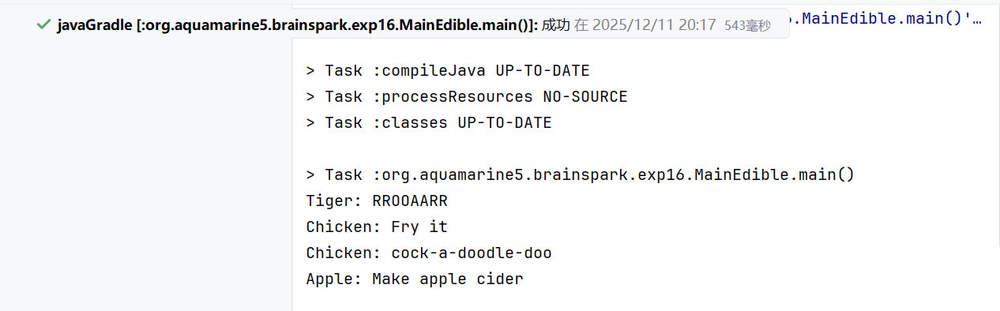 javaGradle [:org.aquamarine5.brainspark.exp16.MainEdible.main()]: 成功 在 2025/12/11 20:17 543毫秒
.MainEdible.main()'…
> Task :compileJava UP-TO-DATE
> Task :processResources NO-SOURCE
> Task :classes UP-TO-DATE
> Task :org.aquamarine5.brainspark.exp16.MainEdible.main()
Tiger: RROOAARR
Chicken: Fry it
Chicken: cock-a-doodle-doo
Apple: Make apple cider